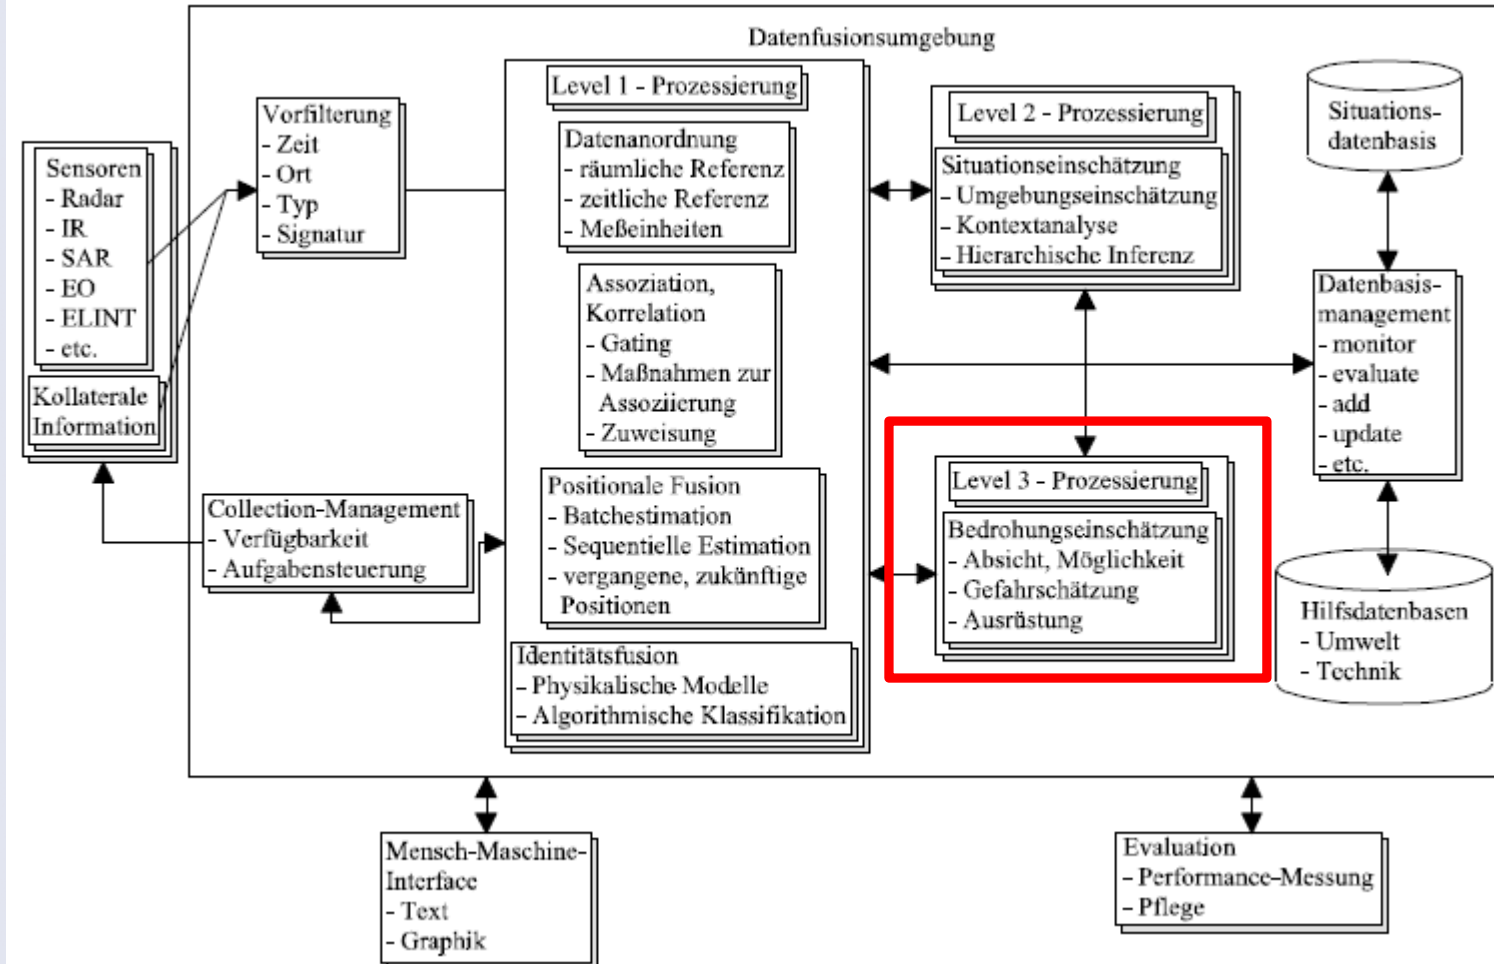 Datenfusionsumgebung
Sensoren
- Radar
- IR
- SAR
- EO
- ELINT
- etc.
Kollaterale
Information
Vorfilterung
- Zeit
- Ort
- Typ
- Signatur
Collection-Management
- Verfügbarkeit
- Aufgabensteuerung
Level 1 - Prozessierung
Datenanordnung
- räumliche Referenz
- zeitliche Referenz
- Meßeinheiten
Assoziation,
Korrelation
- Gating
- Maßnahmen zur
Assoziierung
- Zuweisung
Positionale Fusion
- Batchestimation
- Sequentielle Estimation
- vergangene, zukünftige
Positionen
Identitätsfusion
- Physikalische Modelle
- Algorithmische Klassifikation
Level 2 - Prozessierung
Situationseinschätzung
- Umgebungseinschätzung
- Kontextanalyse
- Hierarchische Inferenz
Level 3 - Prozessierung
Bedrohungseinschätzung
- Absicht, Möglichkeit
- Gefahrschätzung
- Ausrüstung
Situations-
datenbasis
Datenbasis-
management
- monitor
- evaluate
- add
- update
- etc.
Hilfsdatenbasen
- Umwelt
- Technik
Mensch-Maschine-
Interface
- Text
- Graphik
Evaluation
- Performance-Messung
- Pflege